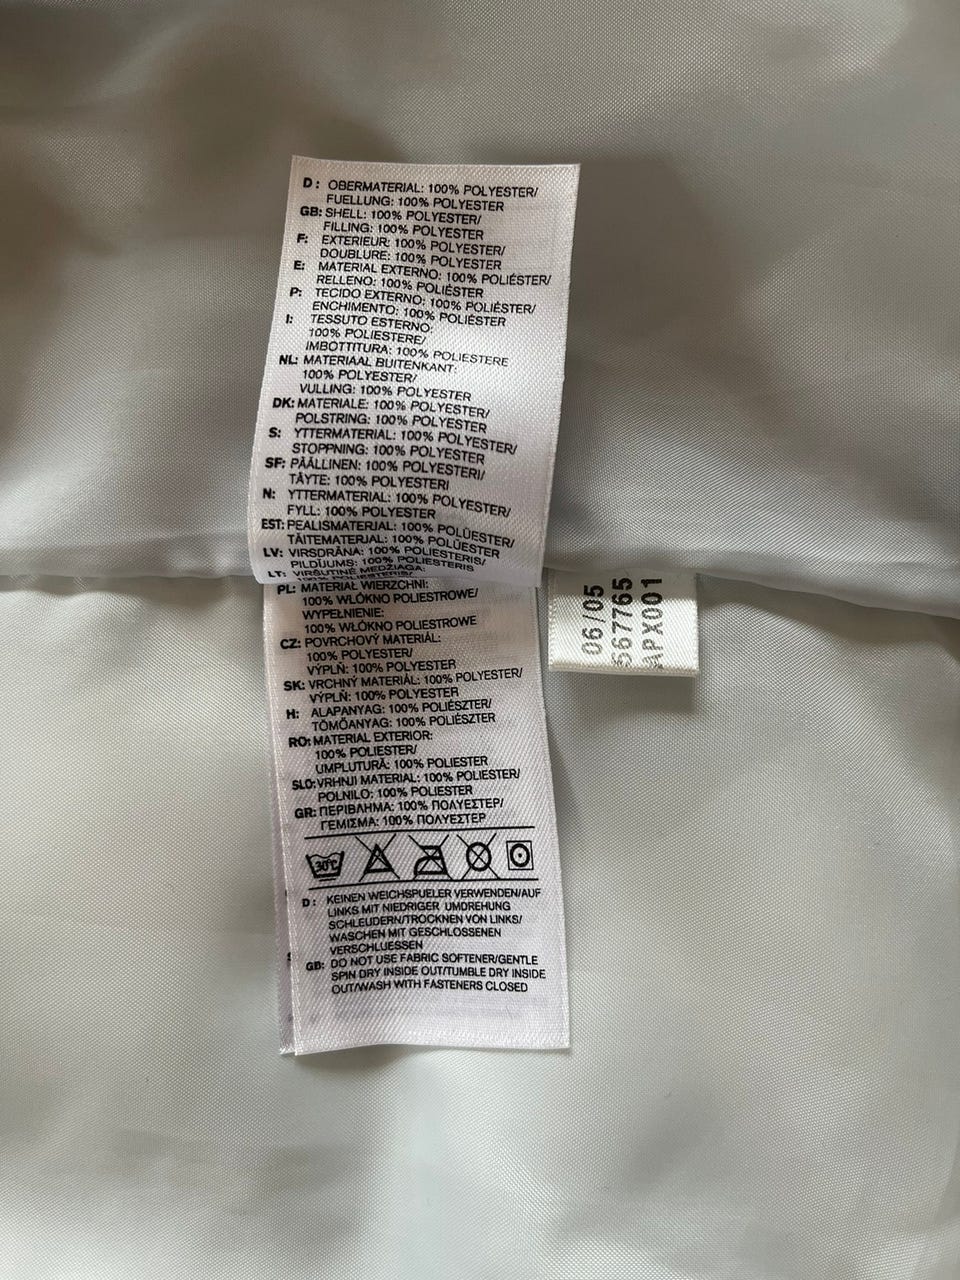 D: OBERMATERIAL: 100% POLYESTER/
FUELLUNG: 100% POLYESTER
GB: SHELL: 100% POLYESTER/
FILLING: 100% POLYESTER
F: EXTERIEUR: 100% POLYESTER/
DOUBLURE: 100% POLYESTER
E: MATERIAL EXTERNO: 100% POLIÉSTER/
RELLENO: 100% POLIÉSTER
P: TECIDO EXTERNO: 100% POLIÉSTER/
ENCHIMENTO: 100% POLIÉSTER
I: TESSUTO ESTERNO:
100% POLIESTERE/
IMBOTTITURA: 100% POLIESTERE
NL: MATERIAAL BUITENKANT:
100% POLYESTER/
VULLING: 100% POLYESTER
DK: MATERIALE: 100% POLYESTER/
POLSTRING: 100% POLYESTER
S: YTTERMATERIAL: 100% POLYESTER/
STOPPNING: 100% POLYESTER
SF: PÄÄLLINEN: 100% POLYESTERI/
TÄYTE: 100% POLYESTERI
N: YTTERMATERIAL: 100% POLYESTER/
FYLL: 100% POLYESTER
EST: PEALISMATERJAL: 100% POLÜESTER/
TÄITEMATERJAL: 100% POLÜESTER
LV: VIRSDRĀNA: 100% POLIESTERIS/
PILDĪJUMS: 100% POLIESTERIS
LT: VIRŠUTINĖ MEDŽIAGA:
100% POLIESTERIS/
PL: MATERIAŁ WIERZCHNI:
100% WŁÓKNO POLIESTROWE/
WYPEŁNIENIE:
100% WŁÓKNO POLIESTROWE
CZ: POVRCHOVÝ MATERIÁL:
100% POLYESTER/
VÝPLŇ: 100% POLYESTER
SK: VRCHNÝ MATERIÁL: 100% POLYESTER/
VÝPLŇ: 100% POLYESTER
H: ALAPANYAG: 100% POLIÉSZTER/
TÖMŐANYAG: 100% POLIÉSZTER
RO: MATERIAL EXTERIOR:
100% POLIESTER/
UMPLUTURĂ: 100% POLIESTER
SLO: VRHNJI MATERIAL: 100% POLIESTER/
POLNILO: 100% POLIESTER
GR: ΠΕΡΙΒΛΗΜΑ: 100% ΠΟΛΥΕΣΤΕΡ/
ΓΕΜΙΣΜΑ: 100% ΠΟΛΥΕΣΤΕΡ
30°C
D: KEINEN WEICHSPUELER VERWENDEN/AUF
LINKS MIT NIEDRIGER UMDREHUNG
SCHLEUDERN/TROCKNEN VON LINKS/
WASCHEN MIT GESCHLOSSENEN
VERSCHLUESSEN
GB: DO NOT USE FABRIC SOFTENER/GENTLE
SPIN DRY INSIDE OUT/TUMBLE DRY INSIDE
OUT/WASH WITH FASTENERS CLOSED
06/05
667765
APX001